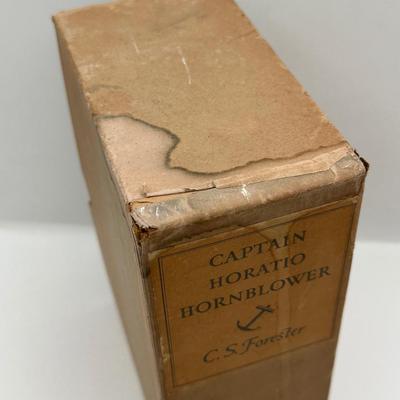 CAPTAIN
HORATIO
HORNBLOWER
C. S. Forester